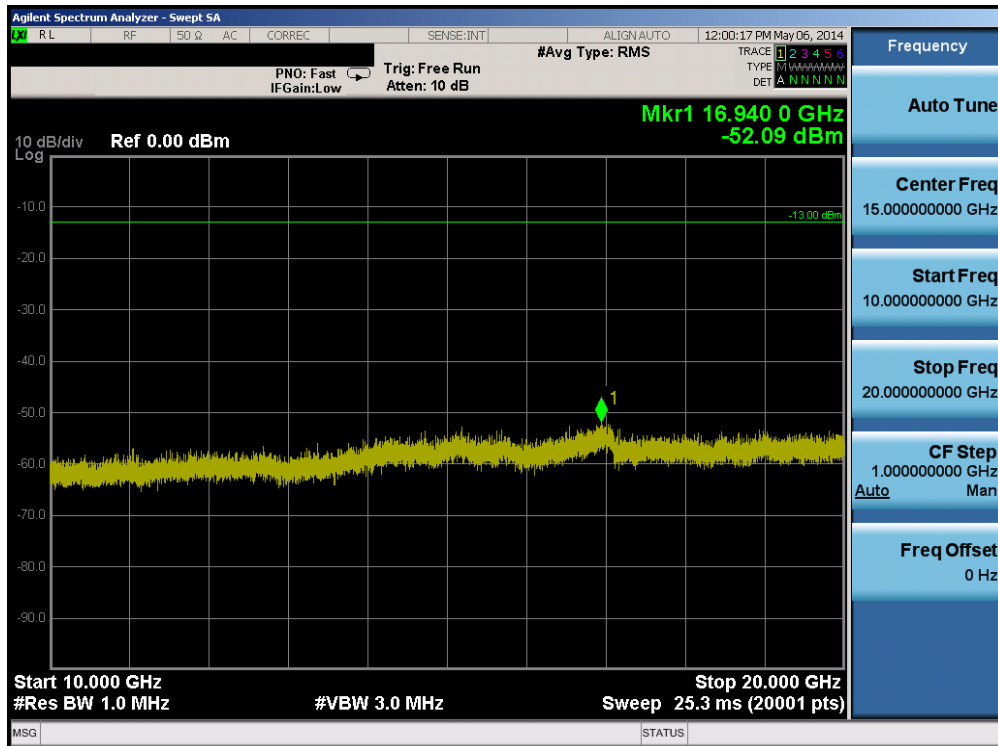 Agilent Spectrum Analyzer - Swept SA
LXI RL RF 50 Ω AC CORREC SENSE:INT ALIGN AUTO 12:00:17 PM May 06, 2014
Frequency
PNO: Fast Trig: Free Run #Avg Type: RMS TRACE 1 2 3 4 5 6
TYPE M WWWWW
IFGain:Low Atten: 10 dB DET A N N N N N
Auto Tune
Mkr1 16.940 0 GHz
-52.09 dBm
10 dB/div Ref 0.00 dBm
Log
-10.0
-13.00 dBm
-20.0
-30.0
-40.0
-50.0
-60.0
-70.0
-80.0
-90.0
1
Center Freq
15.000000000 GHz
Start Freq
10.000000000 GHz
Stop Freq
20.000000000 GHz
CF Step
1.000000000 GHz
Auto Man
Freq Offset
0 Hz
Start 10.000 GHz Stop 20.000 GHz
#Res BW 1.0 MHz #VBW 3.0 MHz Sweep 25.3 ms (20001 pts)
MSG STATUS